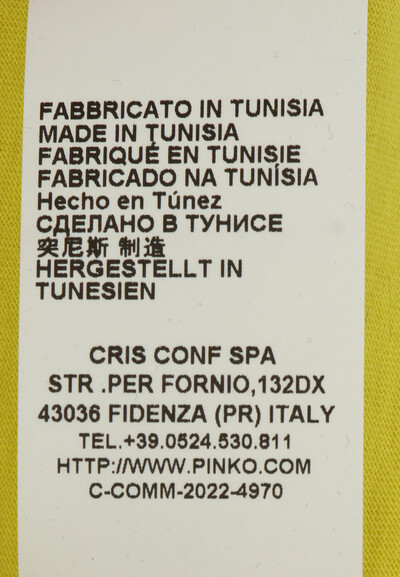 FABBRICATO IN TUNISIA
MADE IN TUNISIA
FABRIQUÉ EN TUNISIE
FABRICADO NA TUNÍSIA
Hecho en Túnez
СДЕЛАНО В ТУНИСЕ
突尼斯 制造
HERGESTELLT IN
TUNESIEN
CRIS CONF SPA
STR .PER FORNIO,132DX
43036 FIDENZA (PR) ITALY
TEL.+39.0524.530.811
HTTP://WWW.PINKO.COM
C-COMM-2022-4970